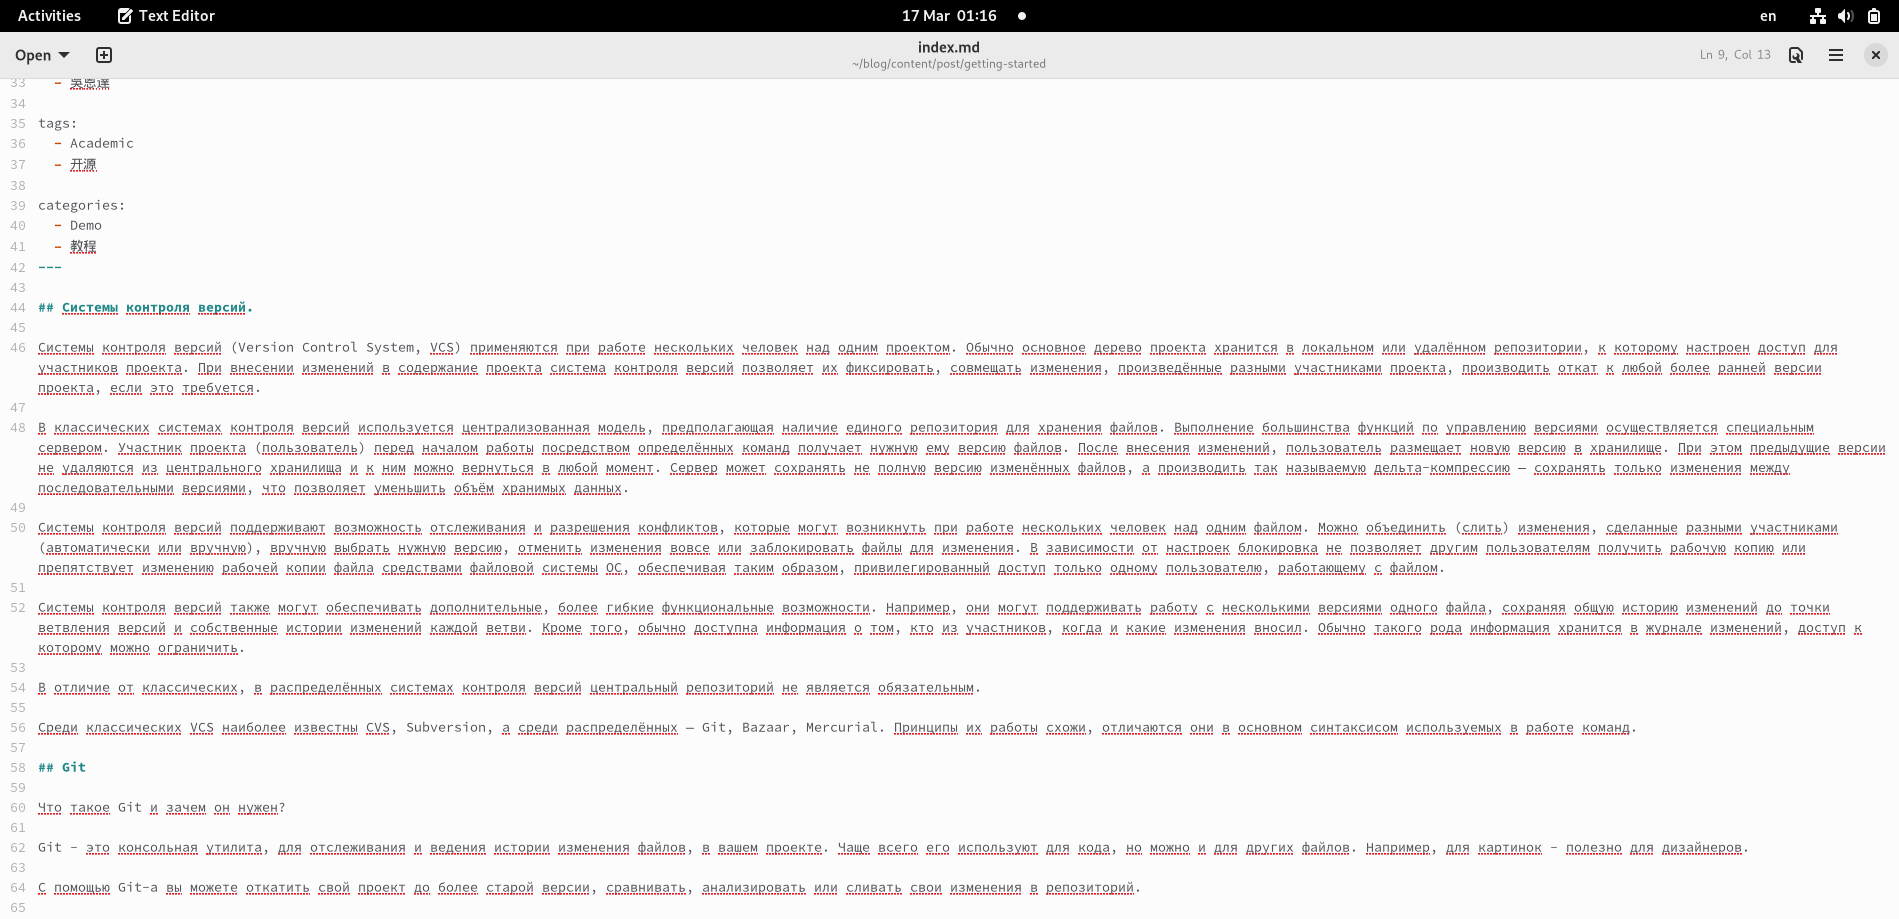 Activities Text Editor 17 Mar 01:16 en
Open index.md Ln 9, Col 13
~/blog/content/post/getting-started
33 - 吳恩達
34
35 tags:
36 - Academic
37 - 开源
38
39 categories:
40 - Demo
41 - 教程
42 ---
43
44 ## Системы контроля версий.
45
46 Системы контроля версий (Version Control System, VCS) применяются при работе нескольких человек над одним проектом. Обычно основное дерево проекта хранится в локальном или удалённом репозитории, к которому настроен доступ для
участников проекта. При внесении изменений в содержание проекта система контроля версий позволяет их фиксировать, совмещать изменения, произведённые разными участниками проекта, производить откат к любой более ранней версии
проекта, если это требуется.
47
48 В классических системах контроля версий используется централизованная модель, предполагающая наличие единого репозитория для хранения файлов. Выполнение большинства функций по управлению версиями осуществляется специальным
сервером. Участник проекта (пользователь) перед началом работы посредством определённых команд получает нужную ему версию файлов. После внесения изменений, пользователь размещает новую версию в хранилище. При этом предыдущие версии
не удаляются из центрального хранилища и к ним можно вернуться в любой момент. Сервер может сохранять не полную версию изменённых файлов, а производить так называемую дельта-компрессию — сохранять только изменения между
последовательными версиями, что позволяет уменьшить объём хранимых данных.
49
50 Системы контроля версий поддерживают возможность отслеживания и разрешения конфликтов, которые могут возникнуть при работе нескольких человек над одним файлом. Можно объединить (слить) изменения, сделанные разными участниками
(автоматически или вручную), вручную выбрать нужную версию, отменить изменения вовсе или заблокировать файлы для изменения. В зависимости от настроек блокировка не позволяет другим пользователям получить рабочую копию или
препятствует изменению рабочей копии файла средствами файловой системы ОС, обеспечивая таким образом, привилегированный доступ только одному пользователю, работающему с файлом.
51
52 Системы контроля версий также могут обеспечивать дополнительные, более гибкие функциональные возможности. Например, они могут поддерживать работу с несколькими версиями одного файла, сохраняя общую историю изменений до точки
ветвления версий и собственные истории изменений каждой ветви. Кроме того, обычно доступна информация о том, кто из участников, когда и какие изменения вносил. Обычно такого рода информация хранится в журнале изменений, доступ к
которому можно ограничить.
53
54 В отличие от классических, в распределённых системах контроля версий центральный репозиторий не является обязательным.
55
56 Среди классических VCS наиболее известны CVS, Subversion, а среди распределённых — Git, Bazaar, Mercurial. Принципы их работы схожи, отличаются они в основном синтаксисом используемых в работе команд.
57
58 ## Git
59
60 Что такое Git и зачем он нужен?
61
62 Git - это консольная утилита, для отслеживания и ведения истории изменения файлов, в вашем проекте. Чаще всего его используют для кода, но можно и для других файлов. Например, для картинок - полезно для дизайнеров.
63
64 С помощью Git-a вы можете откатить свой проект до более старой версии, сравнивать, анализировать или сливать свои изменения в репозиторий.
65